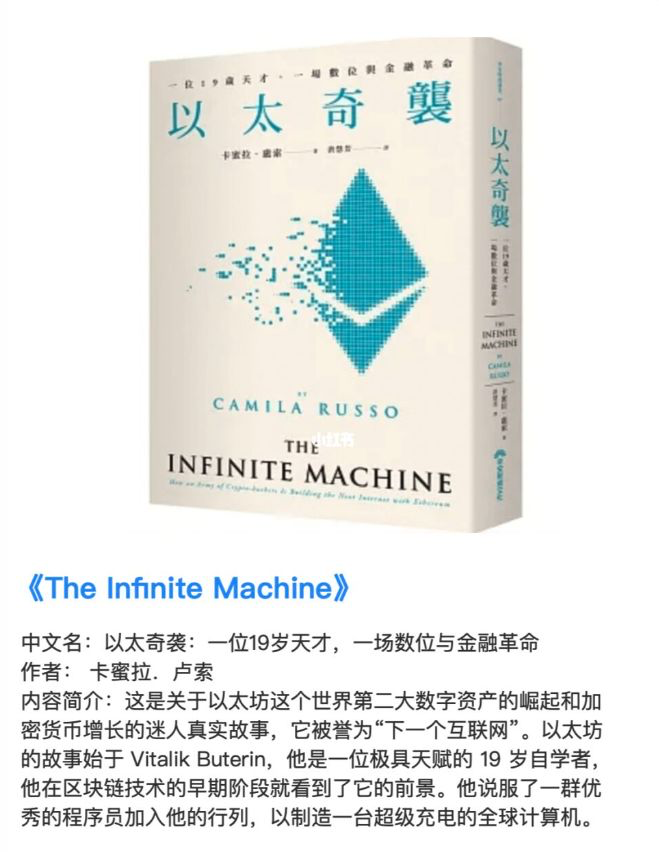 一位19歲天才、一場數位與金融革命
以太奇襲
卡蜜拉・盧索 著 洪慧芳 譯
BY
CAMILA RUSSO
THE
INFINITE MACHINE
How an Army of Crypto-hackers Is Building the Next Internet with Ethereum
小红书
以太奇襲
一位19歲天才、
一場數位與金融革命
THE
INFINITE
MACHINE
BY
CAMILA
RUSSO
卡蜜拉・盧索 著
洪慧芳 譯
《The Infinite Machine》
中文名：以太奇袭：一位19岁天才，一场数位与金融革命
作者： 卡蜜拉．卢索
内容简介：这是关于以太坊这个世界第二大数字资产的崛起和加
密货币增长的迷人真实故事，它被誉为“下一个互联网”。以太坊
的故事始于 Vitalik Buterin，他是一位极具天赋的 19 岁自学者，
他在区块链技术的早期阶段就看到了它的前景。他说服了一群优
秀的程序员加入他的行列，以制造一台超级充电的全球计算机。